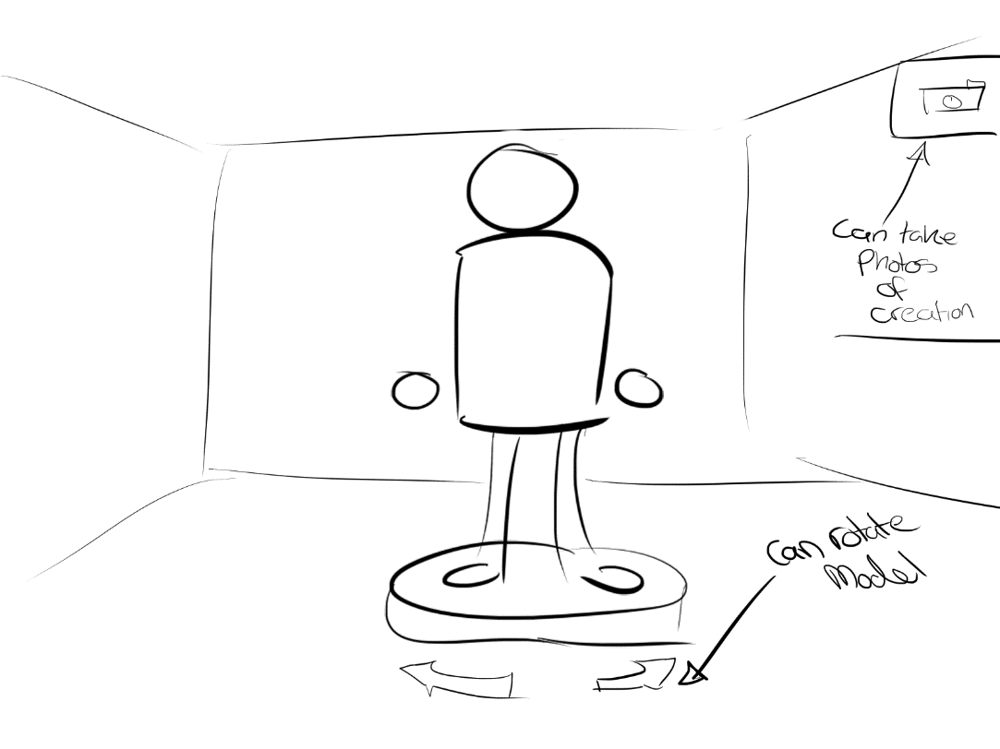 Can take
Photos
of
creation
Can rotate
Model